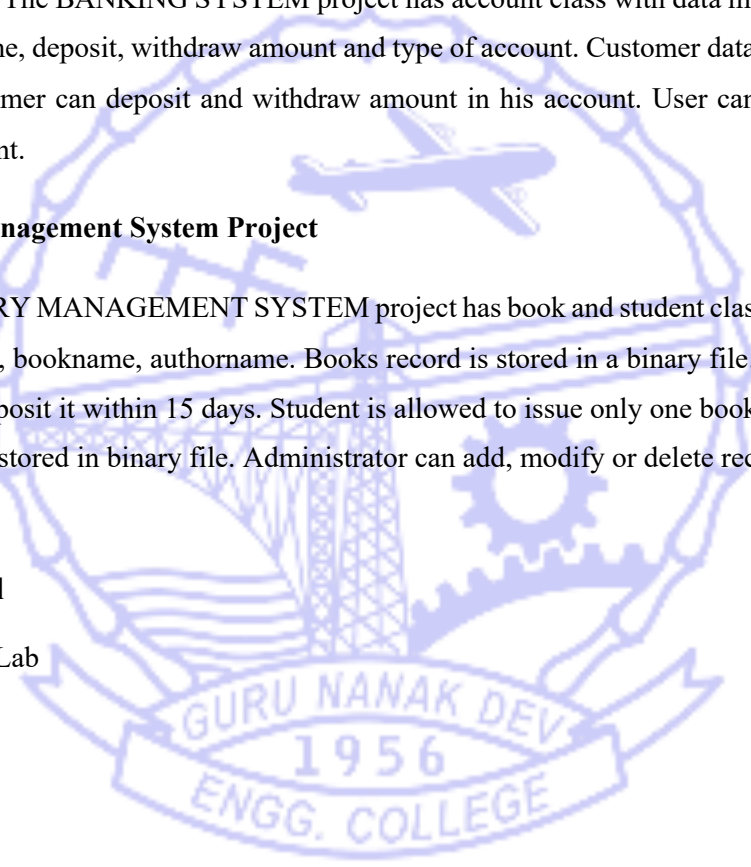 The BANKING SYSTEM project has account class with data m
ne, deposit, withdraw amount and type of account. Customer data
mer can deposit and withdraw amount in his account. User can
nt.
nagement System Project
RY MANAGEMENT SYSTEM project has book and student clas
, bookname, authorname. Books record is stored in a binary file.
posit it within 15 days. Student is allowed to issue only one book
stored in binary file. Administrator can add, modify or delete rec
l
Lab
GURU NANAK DEV
1956
ENGG. COLLEGE